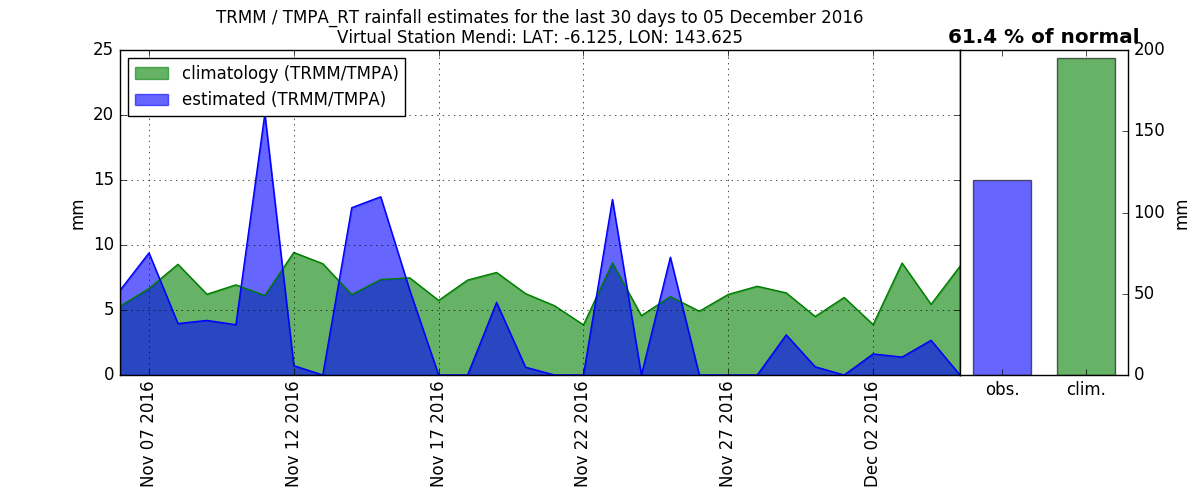 TRMM / TMPA_RT rainfall estimates for the last 30 days to 05 December 2016
Virtual Station Mendi: LAT: -6.125, LON: 143.625
61.4 % of normal
climatology (TRMM/TMPA)
estimated (TRMM/TMPA)
25
20
15
10
5
0
mm
Nov 07 2016
Nov 12 2016
Nov 17 2016
Nov 22 2016
Nov 27 2016
Dec 02 2016
obs.
clim.
200
150
100
50
0
mm